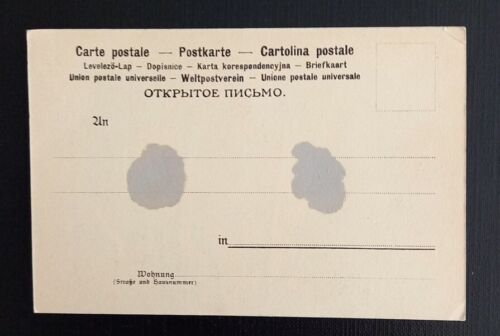 Carte postale — Postkarte — Cartolina postale
Levelező-Lap — Dopisnice — Karta korespondencyjna — Briefkaart
Union postale universelle — Weltpostverein — Unione postale universale
ОТКРЫТОЕ ПИСЬМО.
An
in
Wohnung
(Straße und Hausnummer)